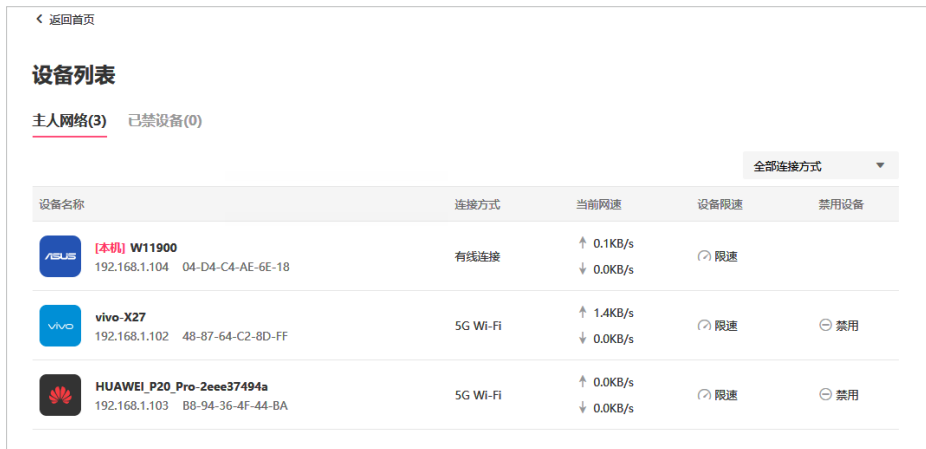 返回首页
设备列表
主人网络(3) 已禁设备(0)
全部连接方式
设备名称 连接方式 当前网速 设备限速 禁用设备
/SUS [本机] W11900 有线连接 0.1KB/s 限速
192.168.1.104 04-D4-C4-AE-6E-18 0.0KB/s
vivo vivo-X27 5G Wi-Fi 1.4KB/s 限速 禁用
192.168.1.102 48-87-64-C2-8D-FF 0.0KB/s
HUAWEI_P20_Pro-2eee37494a 5G Wi-Fi 0.0KB/s 限速 禁用
192.168.1.103 B8-94-36-4F-44-BA 0.0KB/s